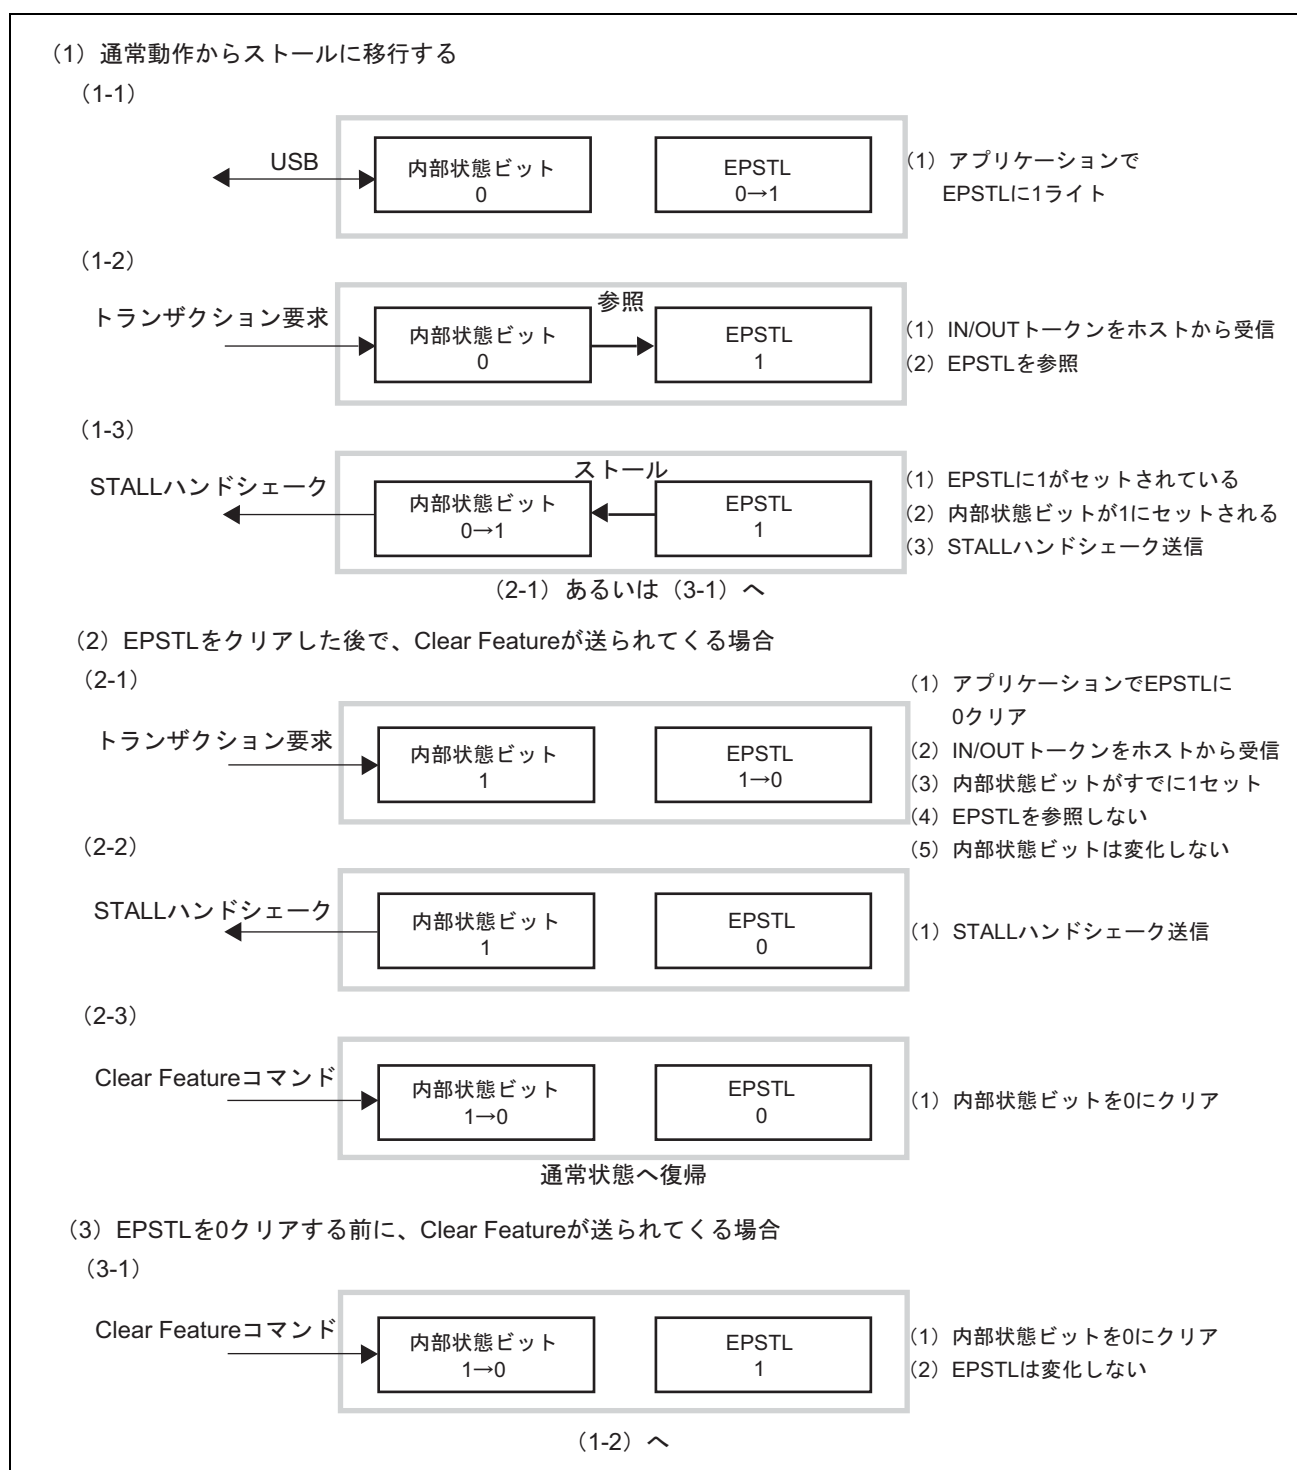 （1）通常動作からストールに移行する
（1-1）
USB
内部状態ビット
0
EPSTL
0→1
（1）アプリケーションで
EPSTLに1ライト
（1-2）
トランザクション要求
内部状態ビット
0
参照
EPSTL
1
（1）IN/OUTトークンをホストから受信
（2）EPSTLを参照
（1-3）
STALLハンドシェーク
内部状態ビット
0→1
ストール
EPSTL
1
（1）EPSTLに1がセットされている
（2）内部状態ビットが1にセットされる
（3）STALLハンドシェーク送信
（2-1）あるいは（3-1）へ
（2）EPSTLをクリアした後で、Clear Featureが送られてくる場合
（2-1）
トランザクション要求
内部状態ビット
1
EPSTL
1→0
（1）アプリケーションでEPSTLに
0クリア
（2）IN/OUTトークンをホストから受信
（3）内部状態ビットがすでに1セット
（4）EPSTLを参照しない
（5）内部状態ビットは変化しない
（2-2）
STALLハンドシェーク
内部状態ビット
1
EPSTL
0
（1）STALLハンドシェーク送信
（2-3）
Clear Featureコマンド
内部状態ビット
1→0
EPSTL
0
（1）内部状態ビットを0にクリア
通常状態へ復帰
（3）EPSTLを0クリアする前に、Clear Featureが送られてくる場合
（3-1）
Clear Featureコマンド
内部状態ビット
1→0
EPSTL
1
（1）内部状態ビットを0にクリア
（2）EPSTLは変化しない
（1-2）へ